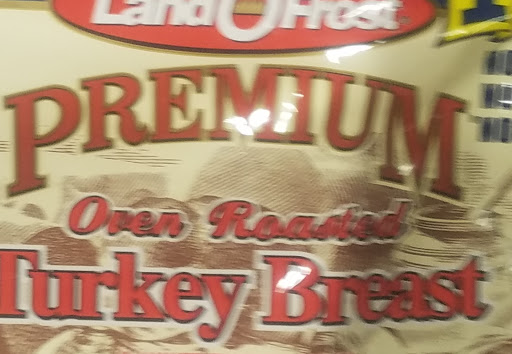 Land O'Frost
PREMIUM
Oven Roasted
Turkey Breast